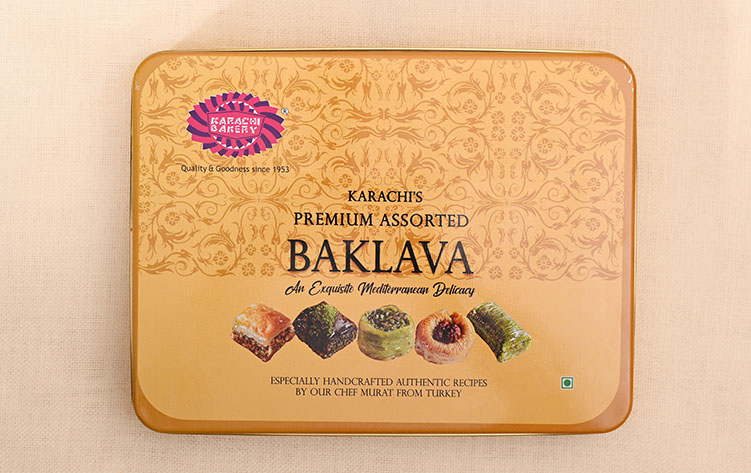 KARACHI
BAKERY
®
Quality & Goodness since 1953
KARACHI'S
PREMIUM ASSORTED
BAKLAVA
An Exquisite Mediterranean Delicacy
ESPECIALLY HANDCRAFTED AUTHENTIC RECIPES
BY OUR CHEF MURAT FROM TURKEY